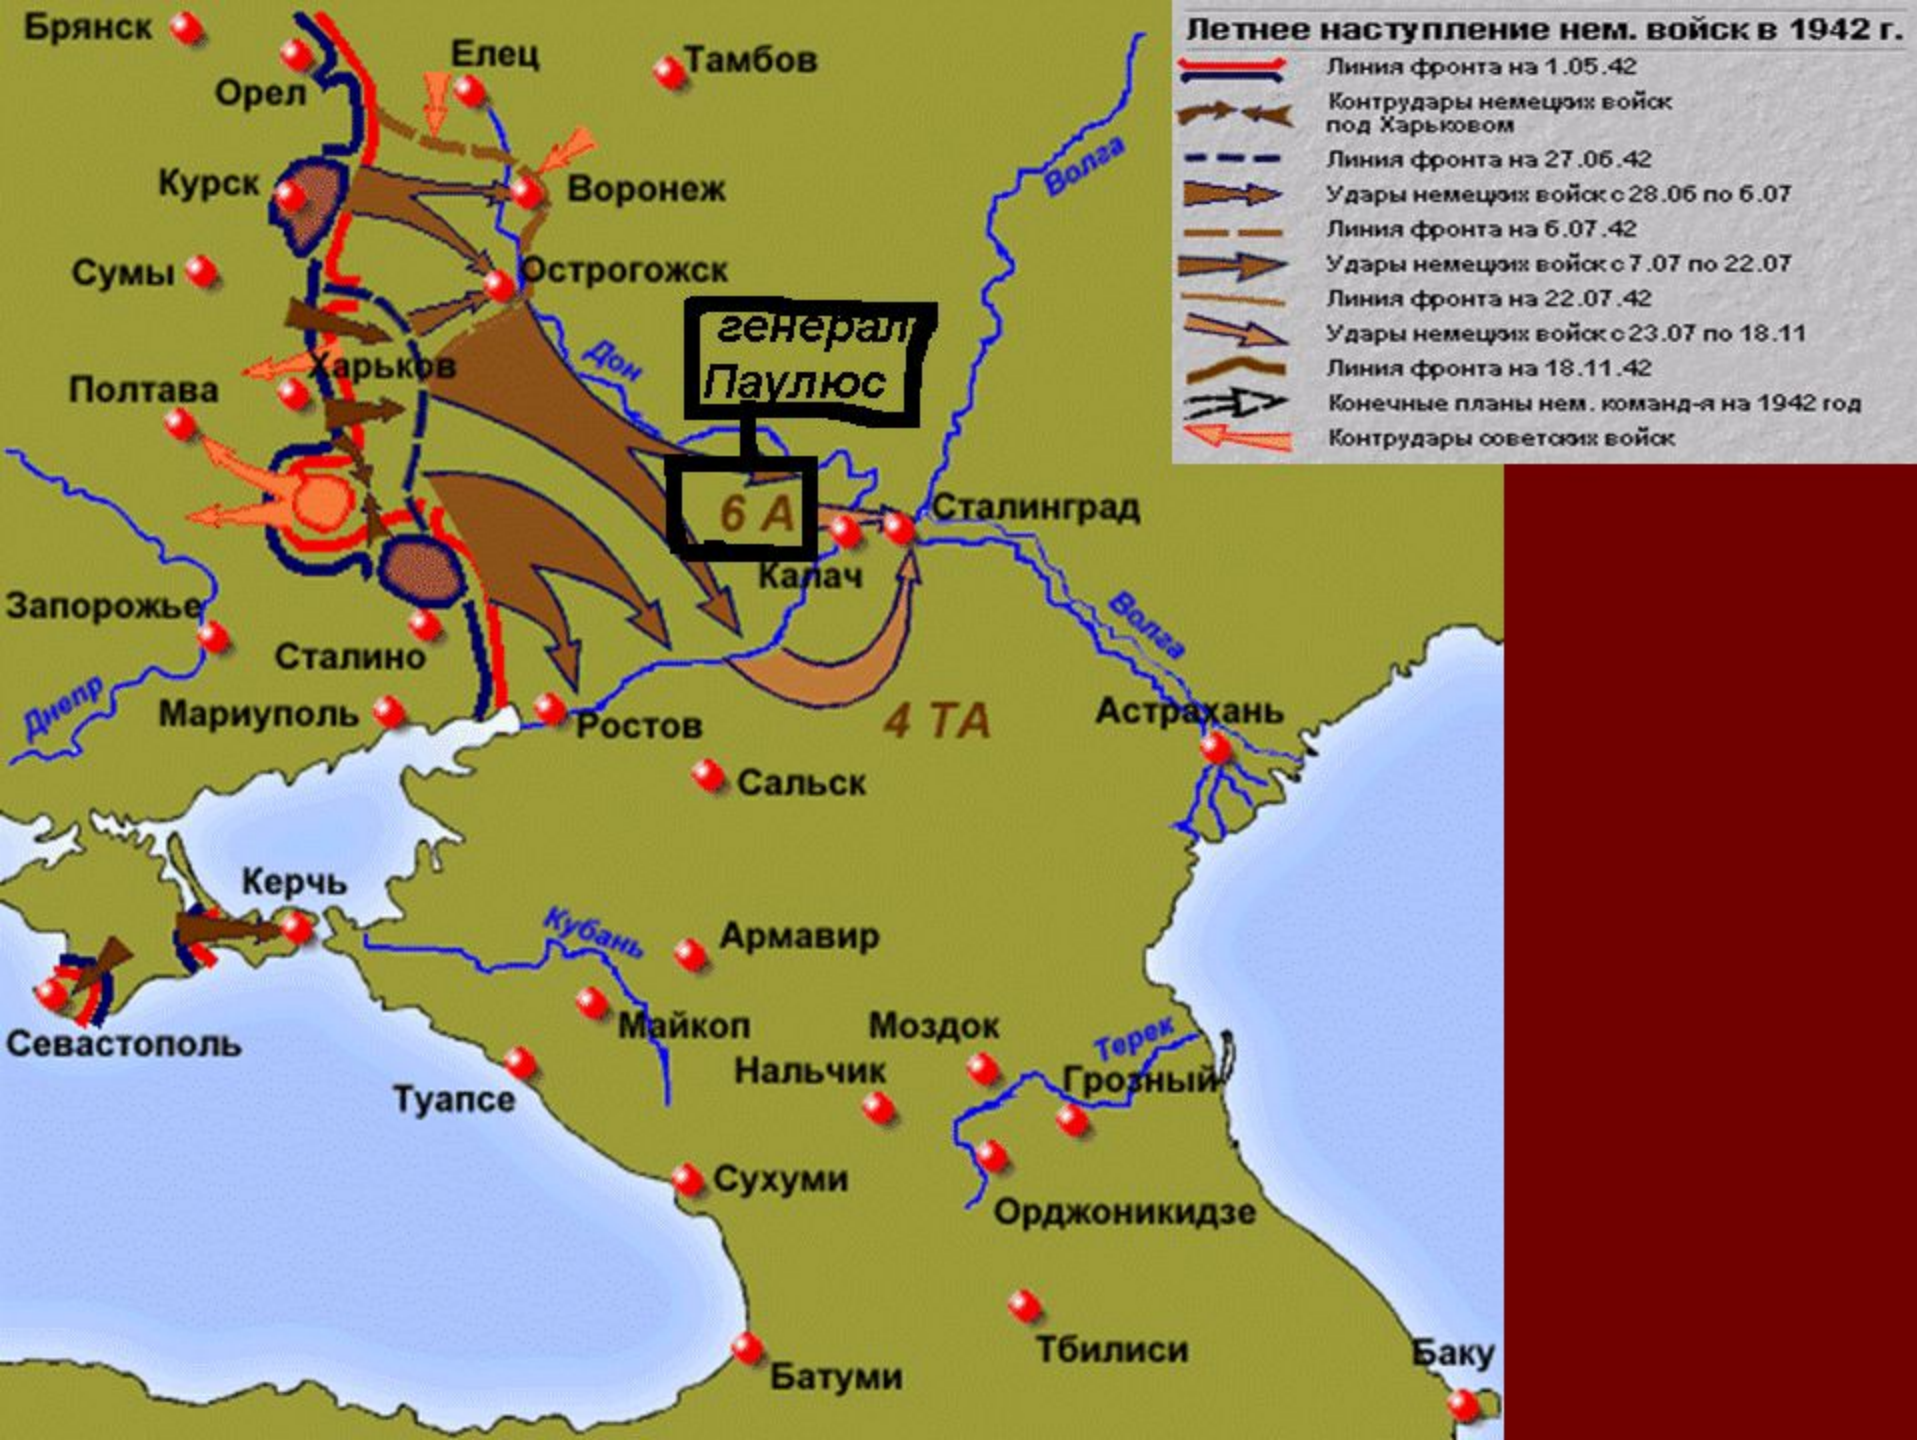 Летнее наступление нем. войск в 1942 г.
Линия фронта на 1.05.42
Контрудары немецких войск
под Харьковом
Линия фронта на 27.06.42
Удары немецких войск с 28.06 по 6.07
Линия фронта на 6.07.42
Удары немецких войск с 7.07 по 22.07
Линия фронта на 22.07.42
Удары немецких войск с 23.07 по 18.11
Линия фронта на 18.11.42
Конечные планы нем. команд-я на 1942 год
Контрудары советских войск
Брянск
Елец
Тамбов
Орел
Волга
Курск
Воронеж
Сумы
Острогожск
генерал
Паулюс
Дон
Харьков
Полтава
6 А
Сталинград
Калач
Запорожье
Волга
Сталино
Днепр
Мариуполь
Ростов
4 ТА
Астрахань
Сальск
Керчь
Кубань
Армавир
Севастополь
Майкоп
Моздок
Терек
Нальчик
Грозный
Туапсе
Сухуми
Орджоникидзе
Тбилиси
Баку
Батуми